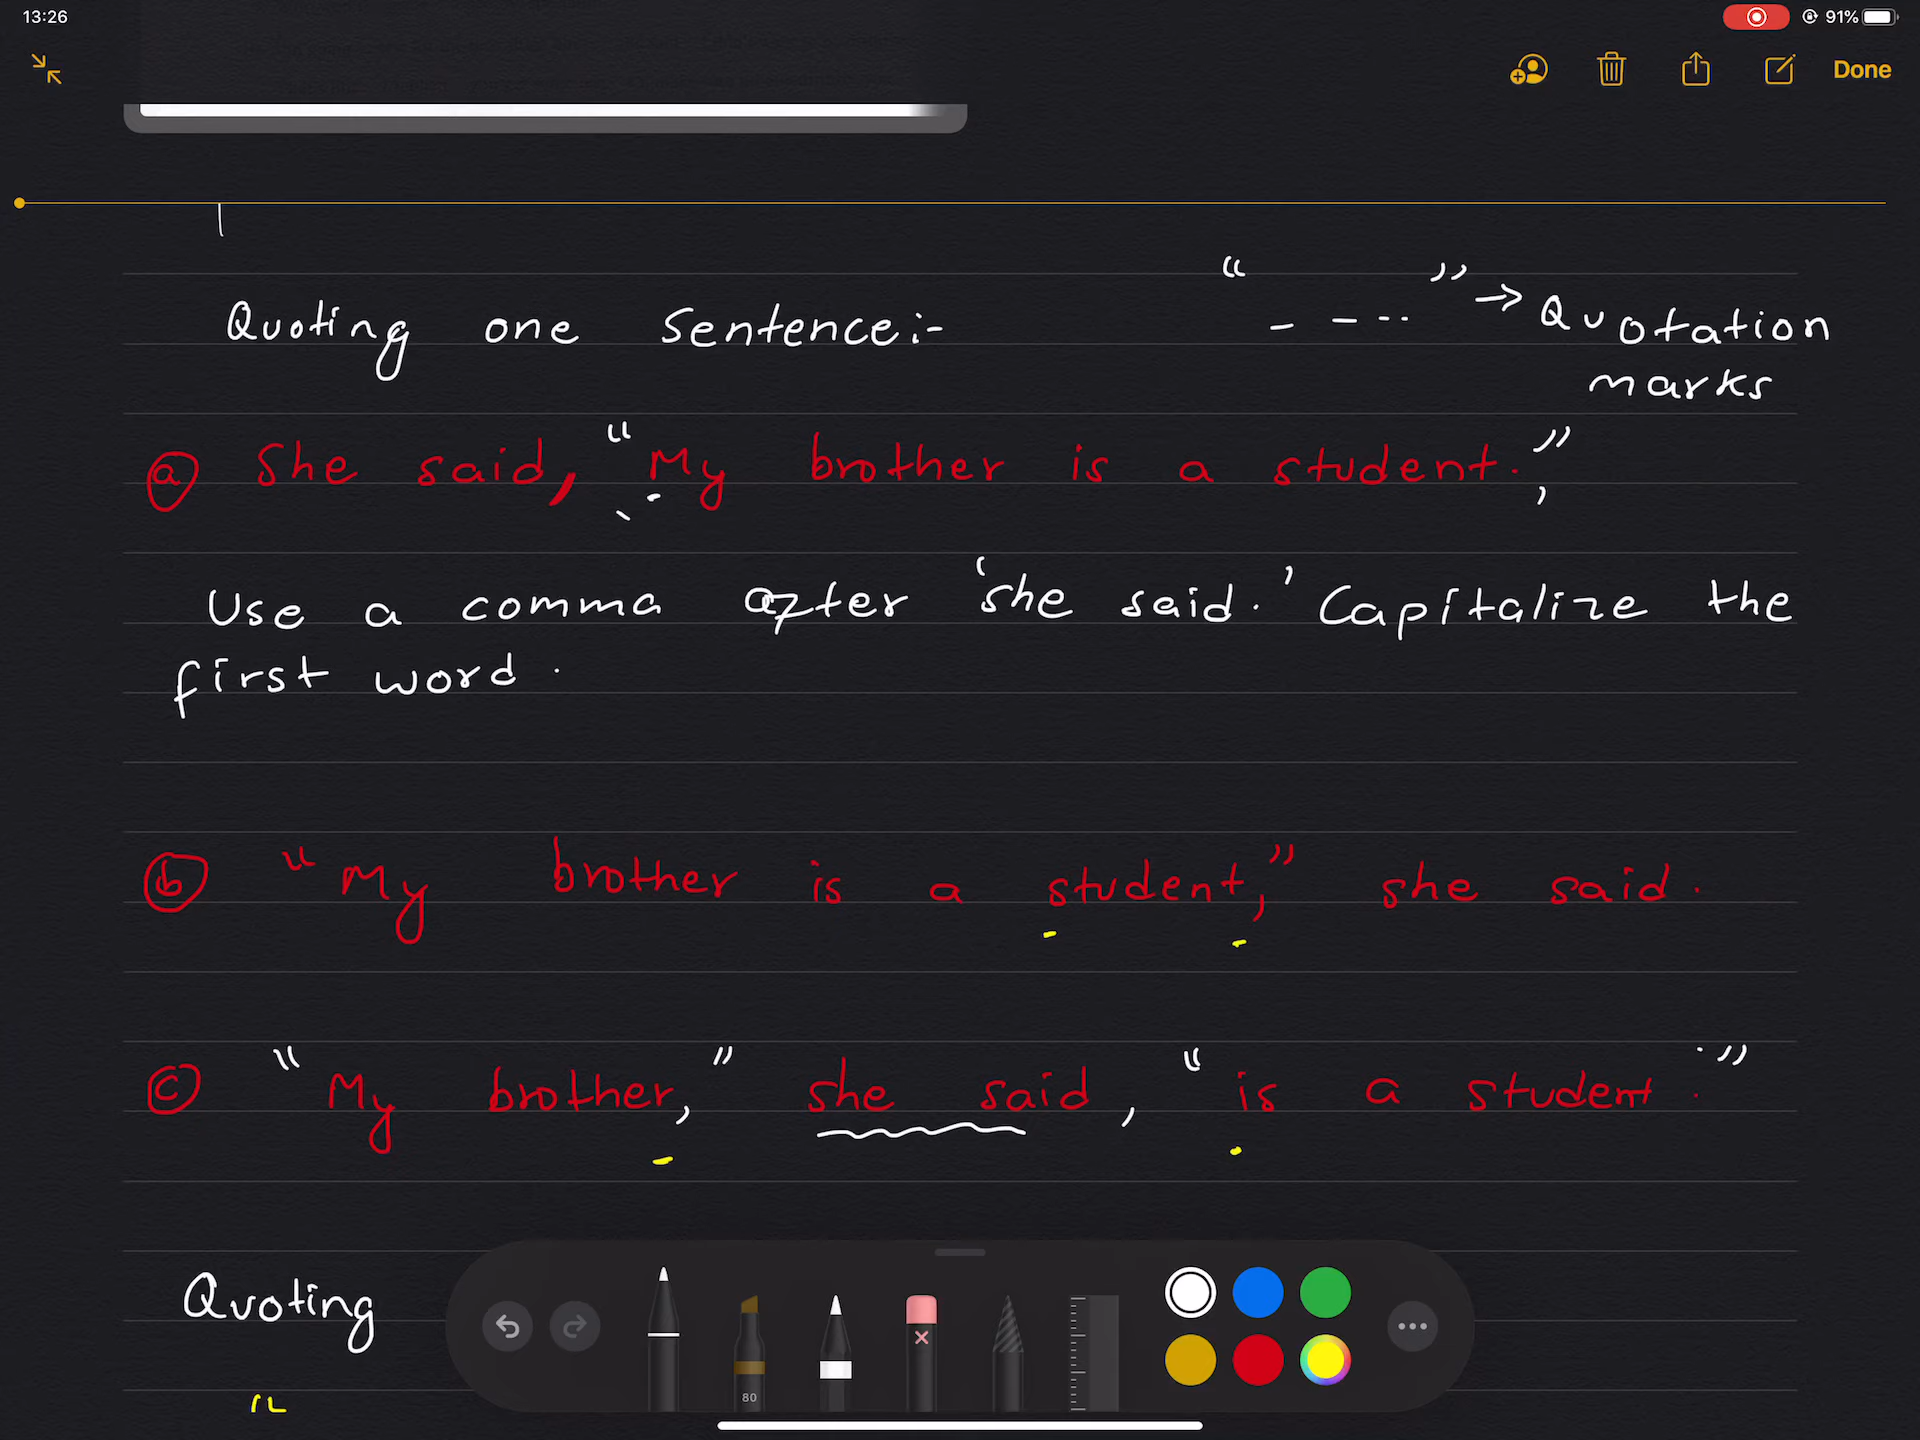 13:26
91%
Done
Quoting one sentence:-
“ - - -- ” → Quotation
marks
ⓐ She said, “My brother is a student.”
Use a comma after ‘she said.’ Capitalize the
first word.
ⓑ “My brother is a student,” she said.
ⓒ “My brother,” she said, “is a student.”
Quoting
80